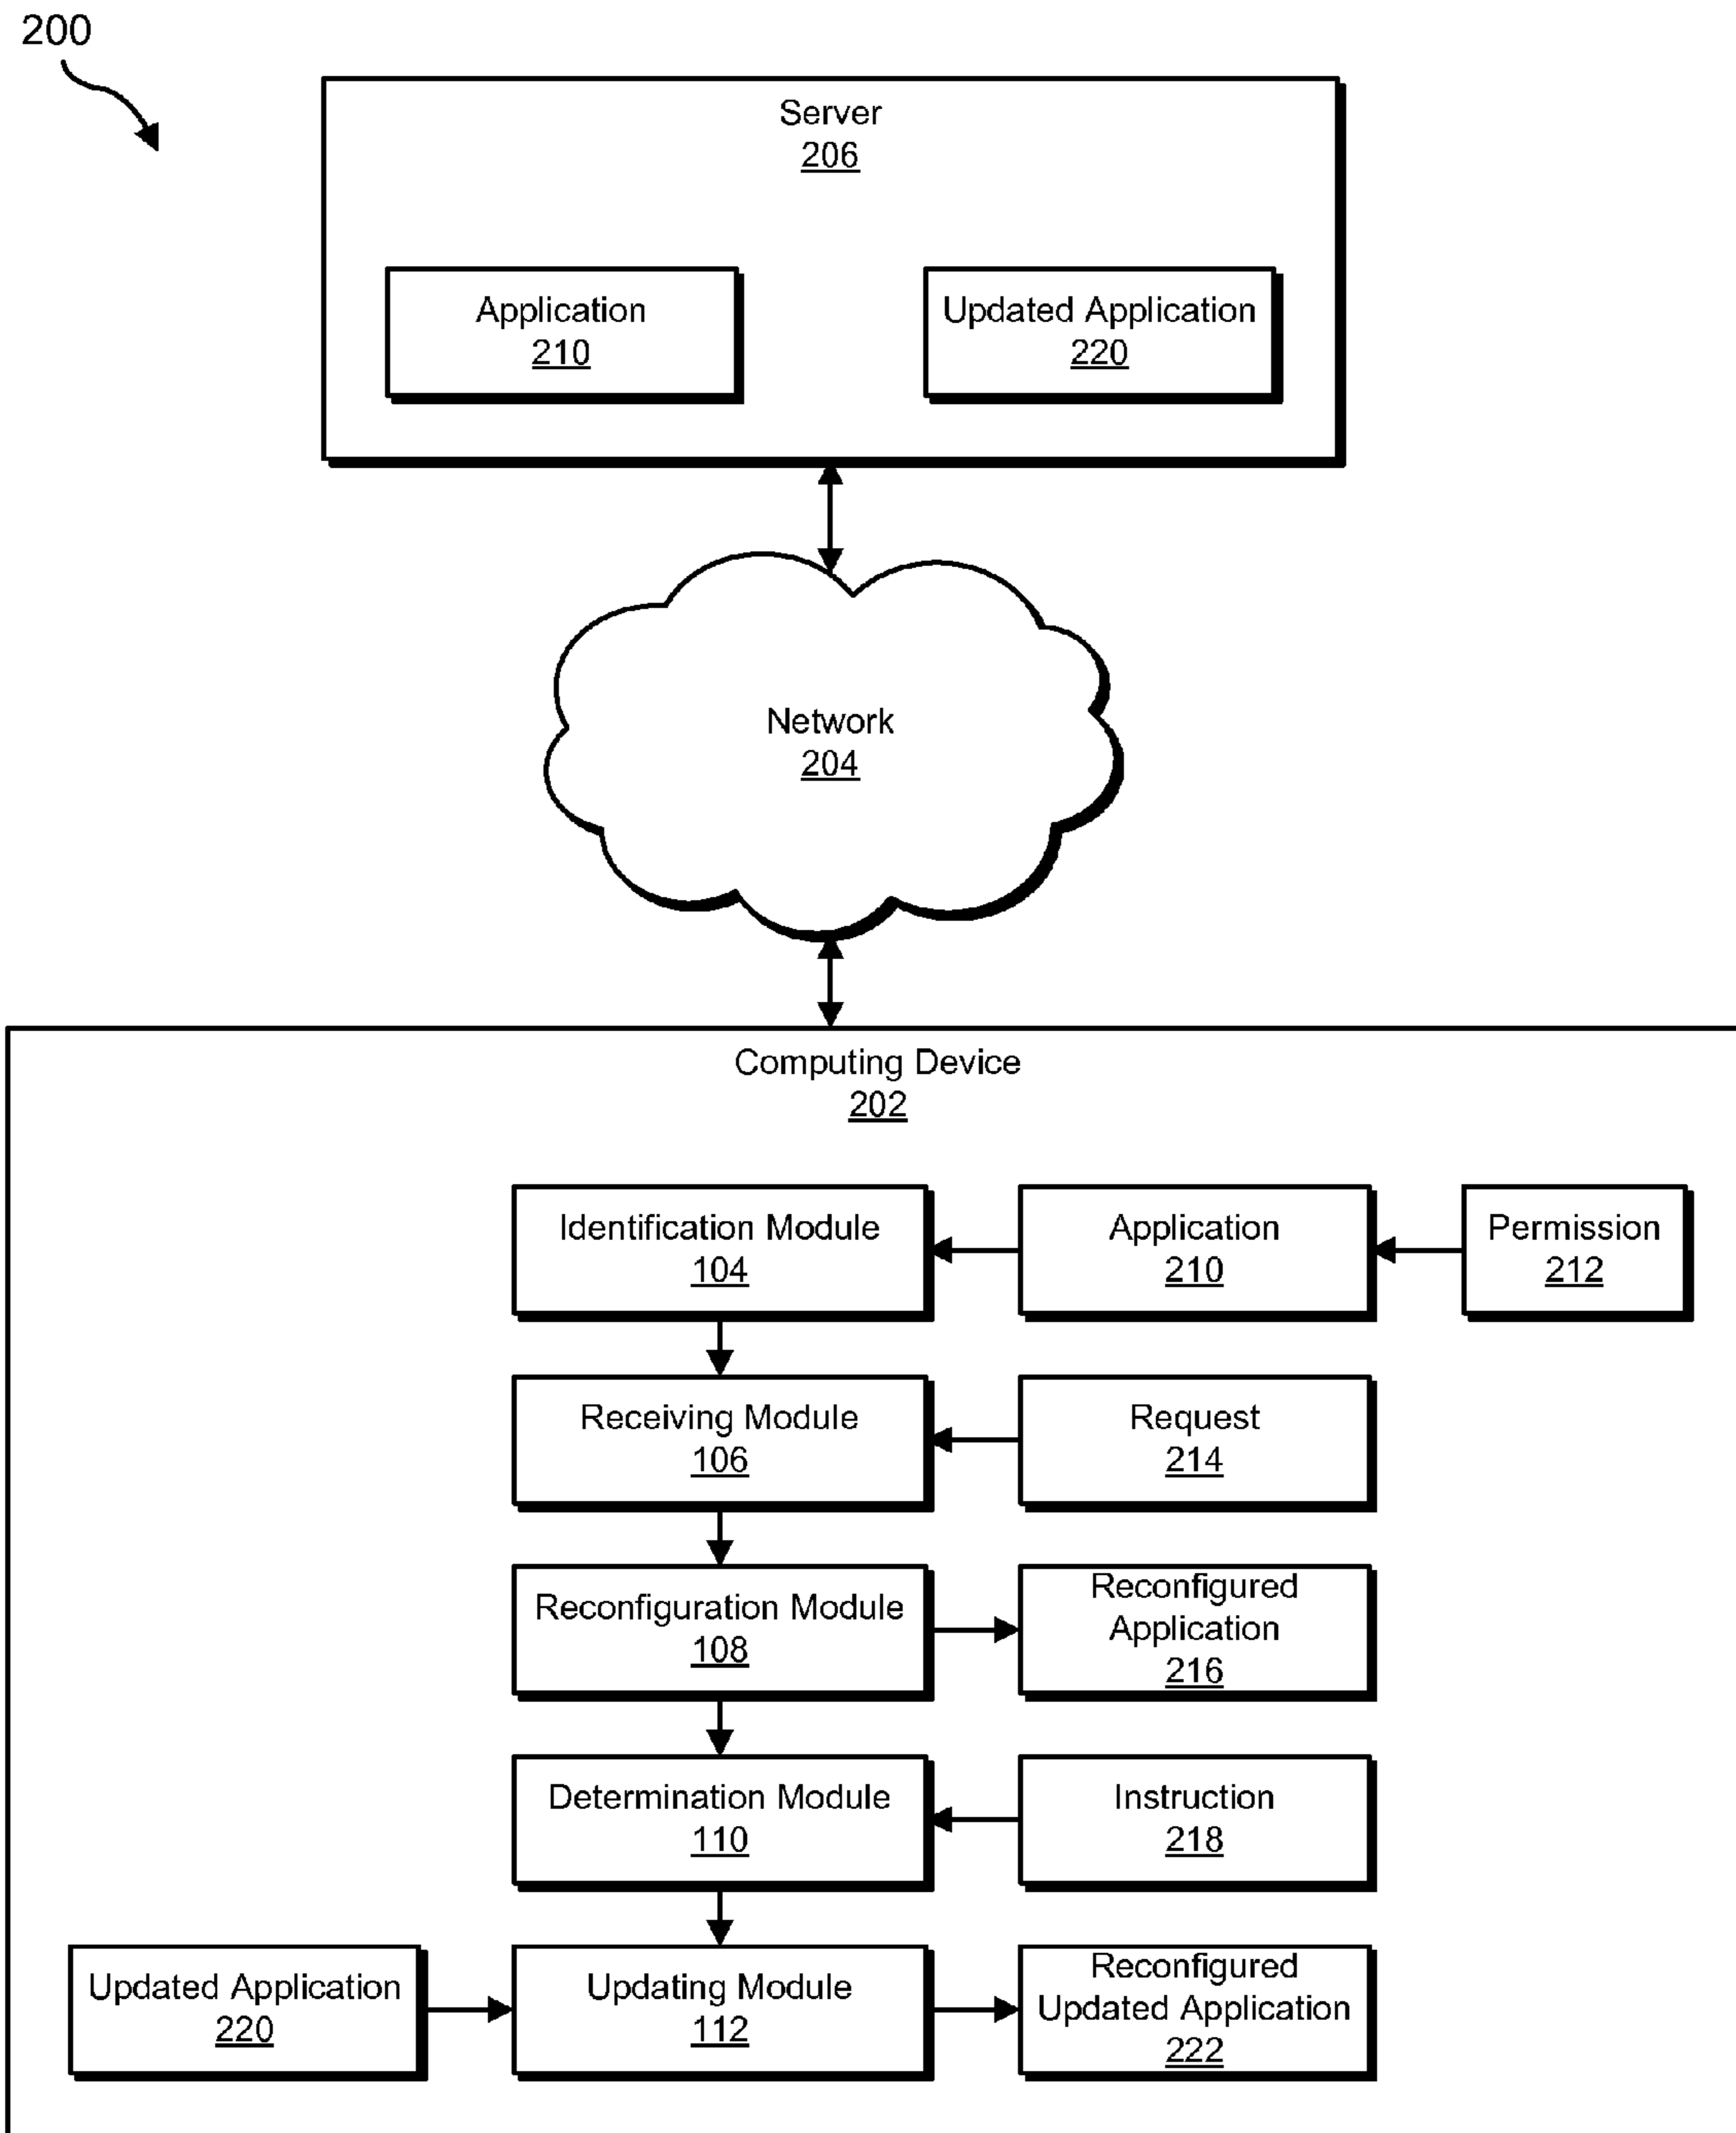 200
Server
206
Application
210
Updated Application
220
Network
204
Computing Device
202
Identification Module
104
Application
210
Permission
212
Receiving Module
106
Request
214
Reconfiguration Module
108
Reconfigured
Application
216
Determination Module
110
Instruction
218
Updated Application
220
Updating Module
112
Reconfigured
Updated Application
222